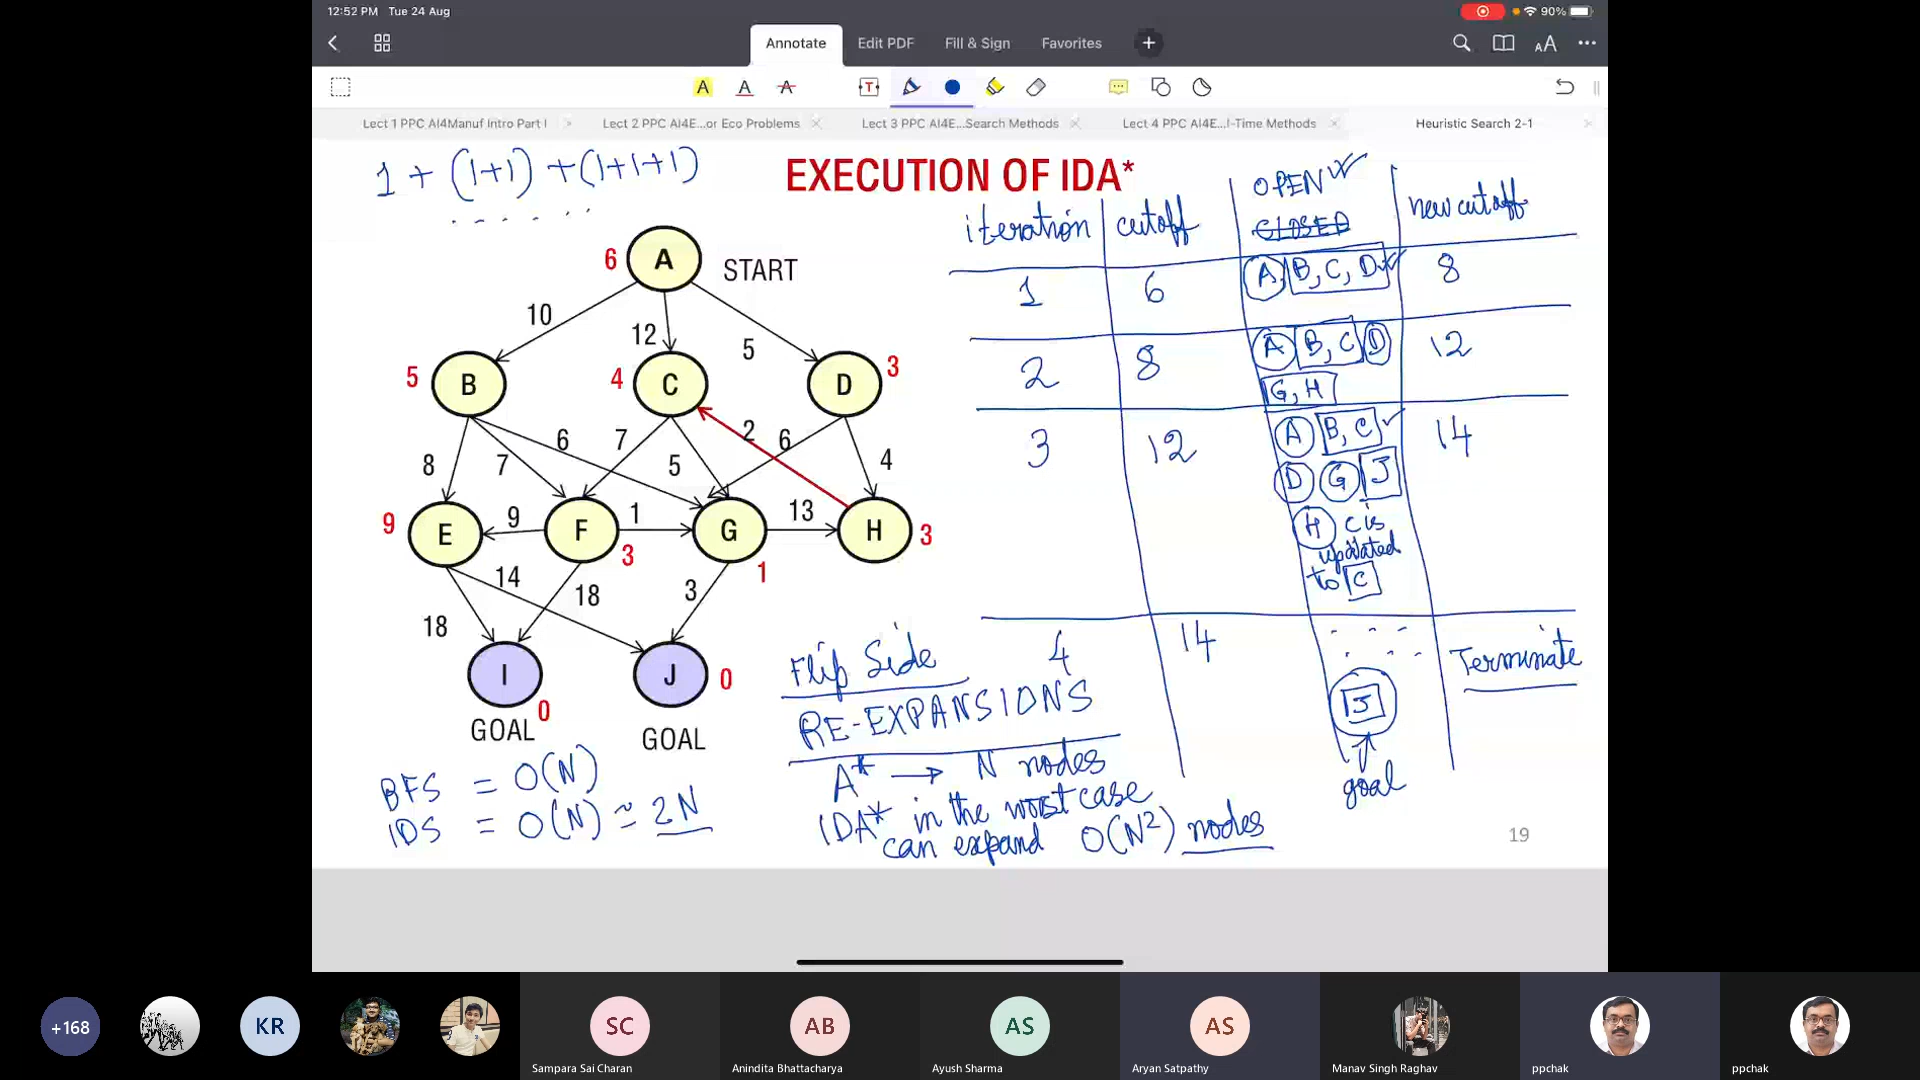 12:52 PM Tue 24 Aug
90%
Annotate Edit PDF Fill & Sign Favorites
Lect 1 PPC AI4Manuf Intro Part I
Lect 2 PPC AI4E...or Eco Problems
Lect 3 PPC AI4E...Search Methods
Lect 4 PPC AI4E...l-Time Methods
Heuristic Search 2-1
1 + (1+1) + (1+1+1)
. . . . . .
EXECUTION OF IDA*
6 A START
10 12 5
5 B 4 C D 3
8 7 6 7 5 2 6 4
9 E 9 F 3 1 G 1 13 H 3
18 14 18 3
I 0 J 0
GOAL GOAL
iteration cutoff OPEN CLOSED new cutoff
1 6 A B, C, D 8
2 8 A B, C D 12
G, H
3 12 A B, C 14
D G J
H C is
updated
to C
4 14 . . . . . . Terminate
J
goal
Flip Side
RE-EXPANSIONS
A* → N nodes
IDA* in the worst case
can expand O(N²) nodes
BFS = O(N)
IDS = O(N) ≈ 2N
19
+168
KR
SC
AB
AS
AS
Sampara Sai Charan
Anindita Bhattacharya
Ayush Sharma
Aryan Satpathy
Manav Singh Raghav
ppchak
ppchak